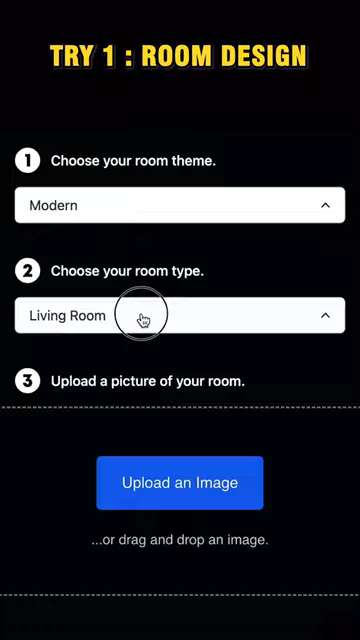 TRY 1 : ROOM DESIGN
1 Choose your room theme.
Modern
2 Choose your room type.
Living Room
3 Upload a picture of your room.
Upload an Image
...or drag and drop an image.